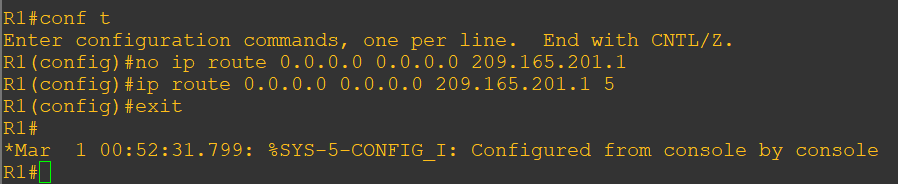 R1#conf t
Enter configuration commands, one per line.  End with CNTL/Z.
R1(config)#no ip route 0.0.0.0 0.0.0.0 209.165.201.1
R1(config)#ip route 0.0.0.0 0.0.0.0 209.165.201.1 5
R1(config)#exit
R1#
*Mar  1 00:52:31.799: %SYS-5-CONFIG_I: Configured from console by console
R1#